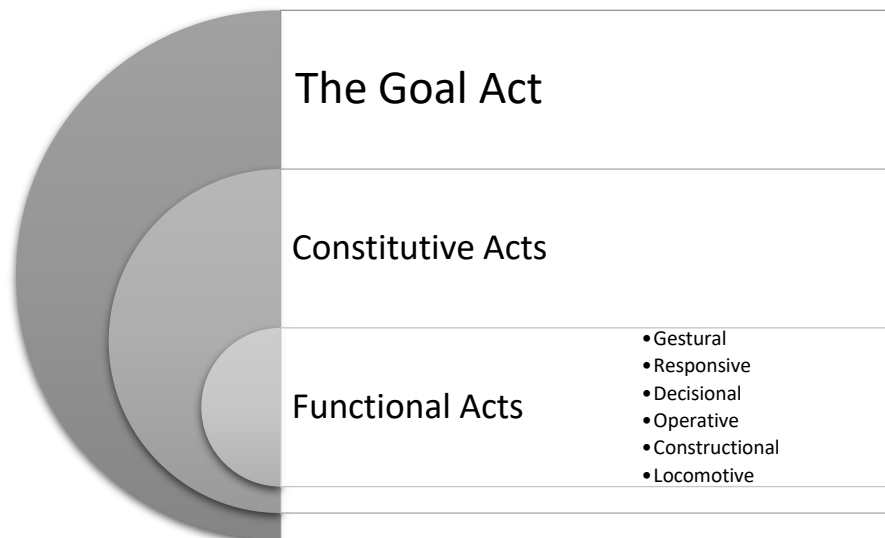 The Goal Act
Constitutive Acts
Functional Acts
•Gestural
•Responsive
•Decisional
•Operative
•Constructional
•Locomotive